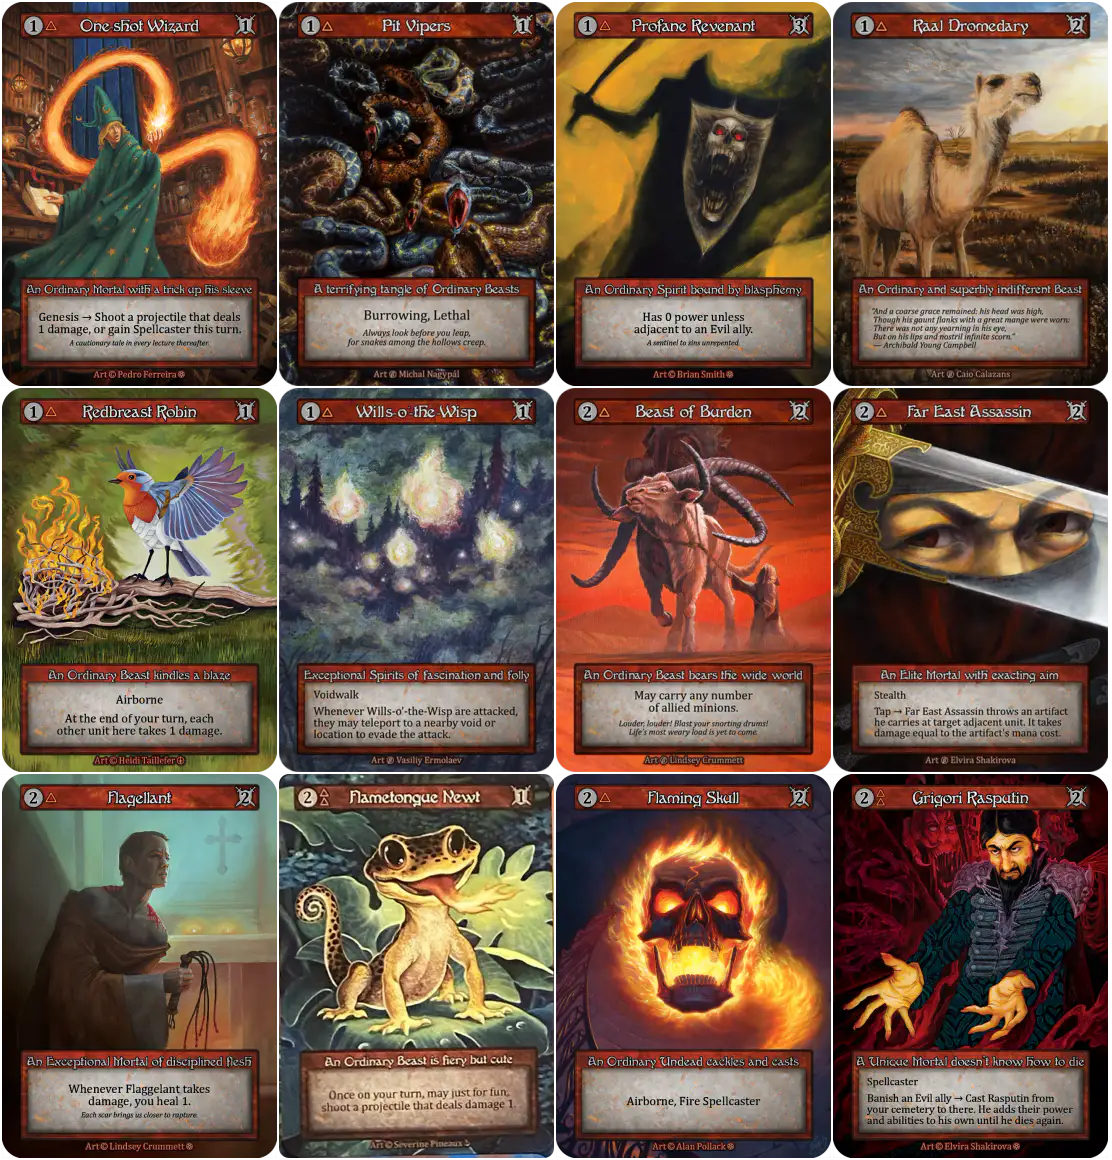 1 One shot Wizard 1
An Ordinary Mortal with a trick up his sleeve
Genesis → Shoot a projectile that deals
1 damage, or gain Spellcaster this turn.
A cautionary tale in every lecture thereafter.
Art © Pedro Ferreira
1 Pit Vipers 1
A terrifying tangle of Ordinary Beasts
Burrowing, Lethal
Always look before you leap,
for snakes among the hollows creep.
Art @ Michal Nagypál
1 Profane Revenant 3
An Ordinary Spirit bound by blasphemy
Has 0 power unless
adjacent to an Evil ally.
A sentinel to sins unrepented.
Art © Brian Smith
1 Raal Dromedary 2
An Ordinary and superbly indifferent Beast
"And a coarse grace remained: his head was high,
Though his gaunt flanks with a great mange were worn:
There was not any yearning in his eye,
But on his lips and nostril infinite scorn."
— Archibald Young Campbell
Art @ Caio Calazans
1 Redbreast Robin 1
An Ordinary Beast kindles a blaze
Airborne
At the end of your turn, each
other unit here takes 1 damage.
Art © Heidi Taillefer
1 Wills-o-the-Wisp 1
Exceptional Spirits of fascination and folly
Voidwalk
Whenever Wills-o'-the-Wisp are attacked,
they may teleport to a nearby void or
location to evade the attack.
Art @ Vasiliy Ermolaev
2 Beast of Burden 2
An Ordinary Beast bears the wide world
May carry any number
of allied minions.
Louder, louder! Blast your snorting drums!
Life's most weary load is yet to come.
Art @ Lindsey Crummett
2 Far East Assassin 2
An Elite Mortal with exacting aim
Stealth
Tap → Far East Assassin throws an artifact
he carries at target adjacent unit. It takes
damage equal to the artifact's mana cost.
Art @ Elvira Shakirova
2 Flagellant 2
An Exceptional Mortal of disciplined flesh
Whenever Flaggelant takes
damage, you heal 1.
Each scar brings us closer to rapture.
Art © Lindsey Crummett
2 Flametongue Newt 1
An Ordinary Beast is fiery but cute
Once on your turn, may just for fun,
shoot a projectile that deals damage 1.
Art © Séverine Pineaux
2 Flaming Skull 2
An Ordinary Undead cackles and casts
Airborne, Fire Spellcaster
Art © Alan Pollack
2 Grigori Rasputin 2
A Unique Mortal doesn't know how to die
Spellcaster
Banish an Evil ally → Cast Rasputin from
your cemetery to there. He adds their power
and abilities to his own until he dies again.
Art © Elvira Shakirova